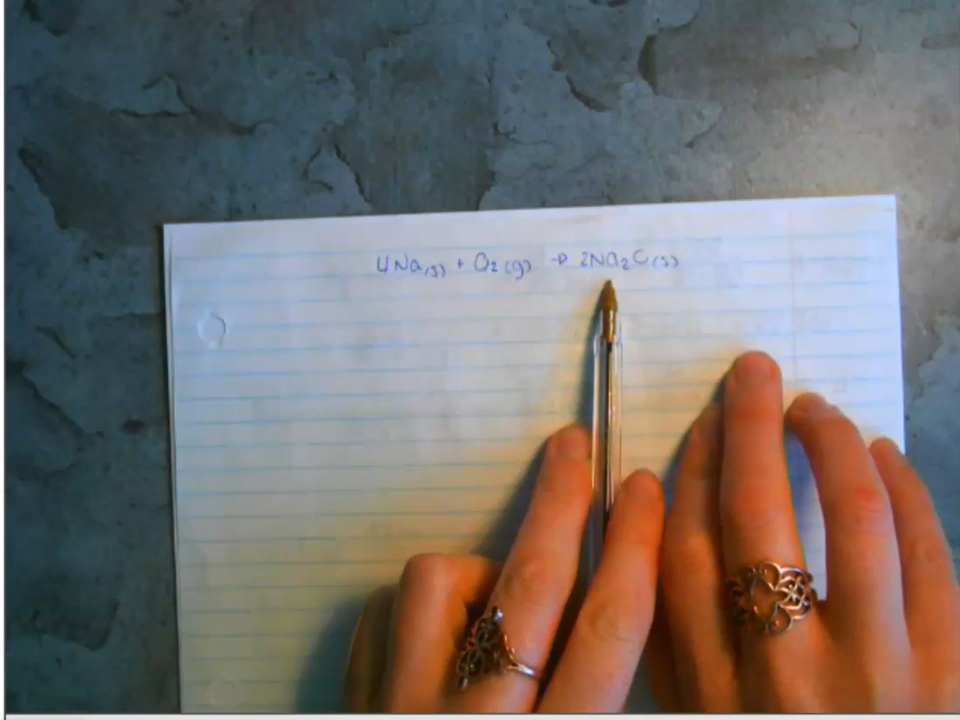 4Na(s) + O2(g) → 2Na2O(s)